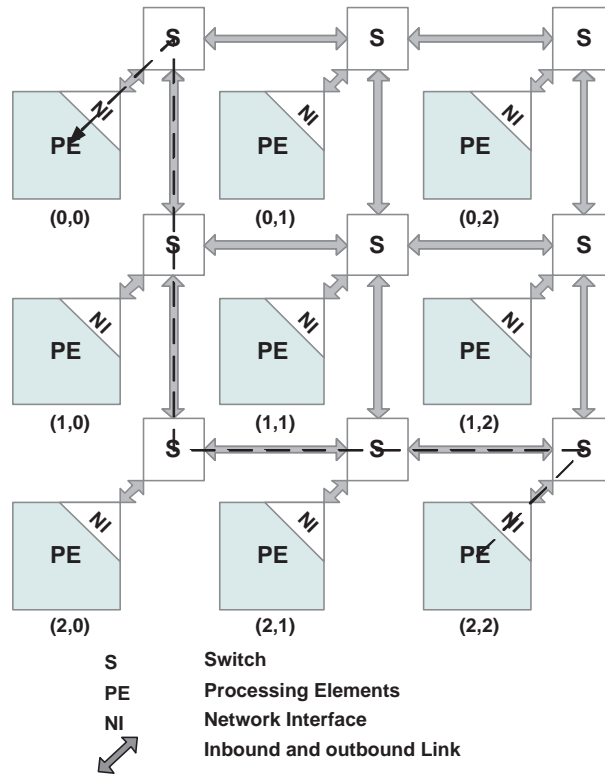 S S S
NI NI NI
PE PE PE
(0,0) (0,1) (0,2)
S S S
NI NI NI
PE PE PE
(1,0) (1,1) (1,2)
S S S
NI NI NI
PE PE PE
(2,0) (2,1) (2,2)
S Switch
PE Processing Elements
NI Network Interface
Inbound and outbound Link